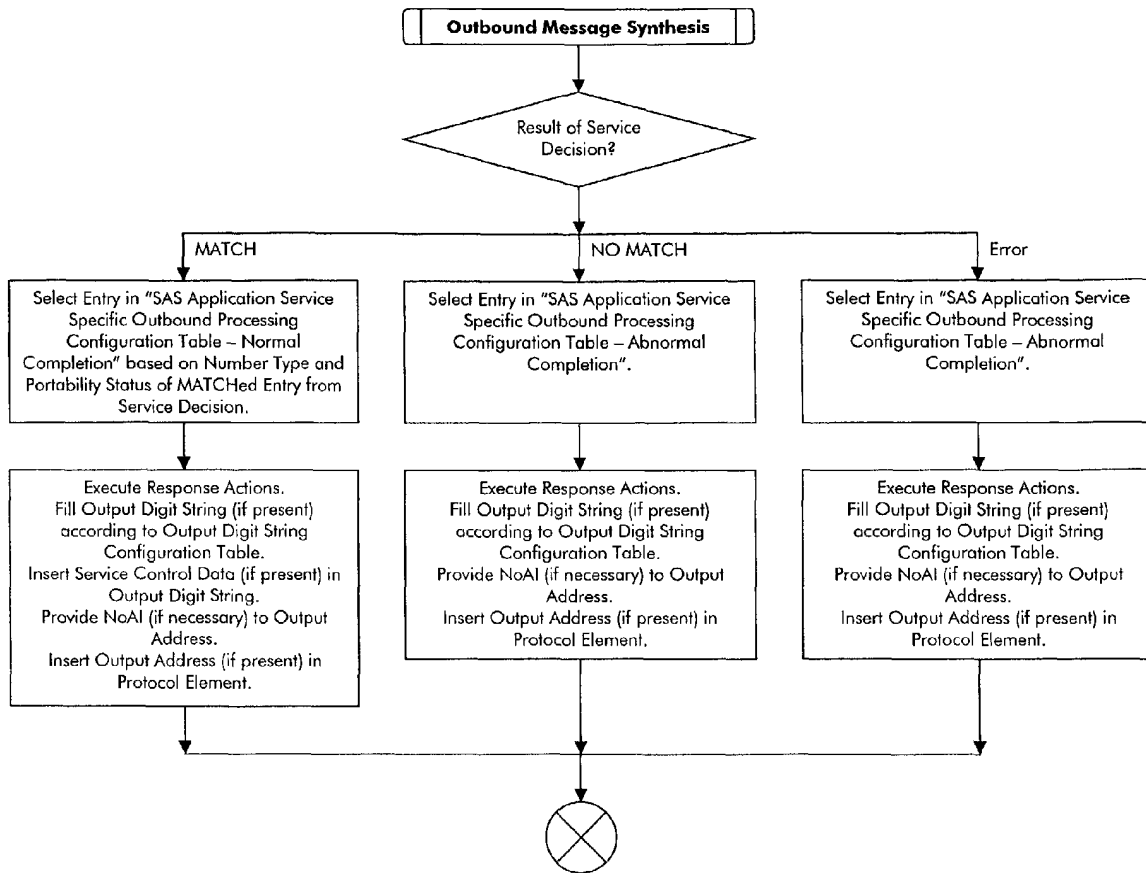 Outbound Message Synthesis
Result of Service
Decision?
MATCH
NO MATCH
Error
Select Entry in “SAS Application Service
Specific Outbound Processing
Configuration Table – Normal
Completion” based on Number Type and
Portability Status of MATCHed Entry from
Service Decision.
Select Entry in “SAS Application Service
Specific Outbound Processing
Configuration Table – Abnormal
Completion”.
Select Entry in “SAS Application Service
Specific Outbound Processing
Configuration Table – Abnormal
Completion”.
Execute Response Actions.
Fill Output Digit String (if present)
according to Output Digit String
Configuration Table.
Insert Service Control Data (if present) in
Output Digit String.
Provide NoAI (if necessary) to Output
Address.
Insert Output Address (if present) in
Protocol Element.
Execute Response Actions.
Fill Output Digit String (if present)
according to Output Digit String
Configuration Table.
Provide NoAI (if necessary) to Output
Address.
Insert Output Address (if present) in
Protocol Element.
Execute Response Actions.
Fill Output Digit String (if present)
according to Output Digit String
Configuration Table.
Provide NoAI (if necessary) to Output
Address.
Insert Output Address (if present) in
Protocol Element.